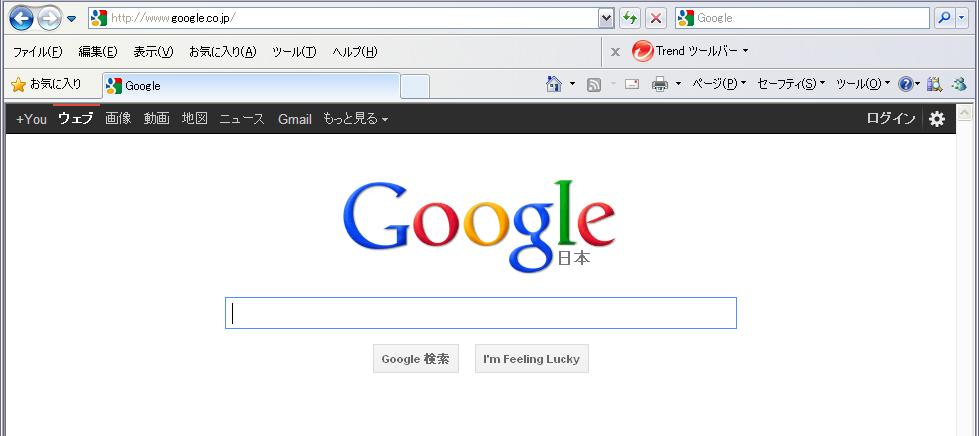 http://www.google.co.jp/
Google
ファイル(F) 編集(E) 表示(V) お気に入り(A) ツール(T) ヘルプ(H)
x Trend ツールバー
お気に入り
Google
ページ(P) セーフティ(S) ツール(O)
+You ウェブ 画像 動画 地図 ニュース Gmail もっと見る
ログイン
Google
日本
Google 検索
I'm Feeling Lucky